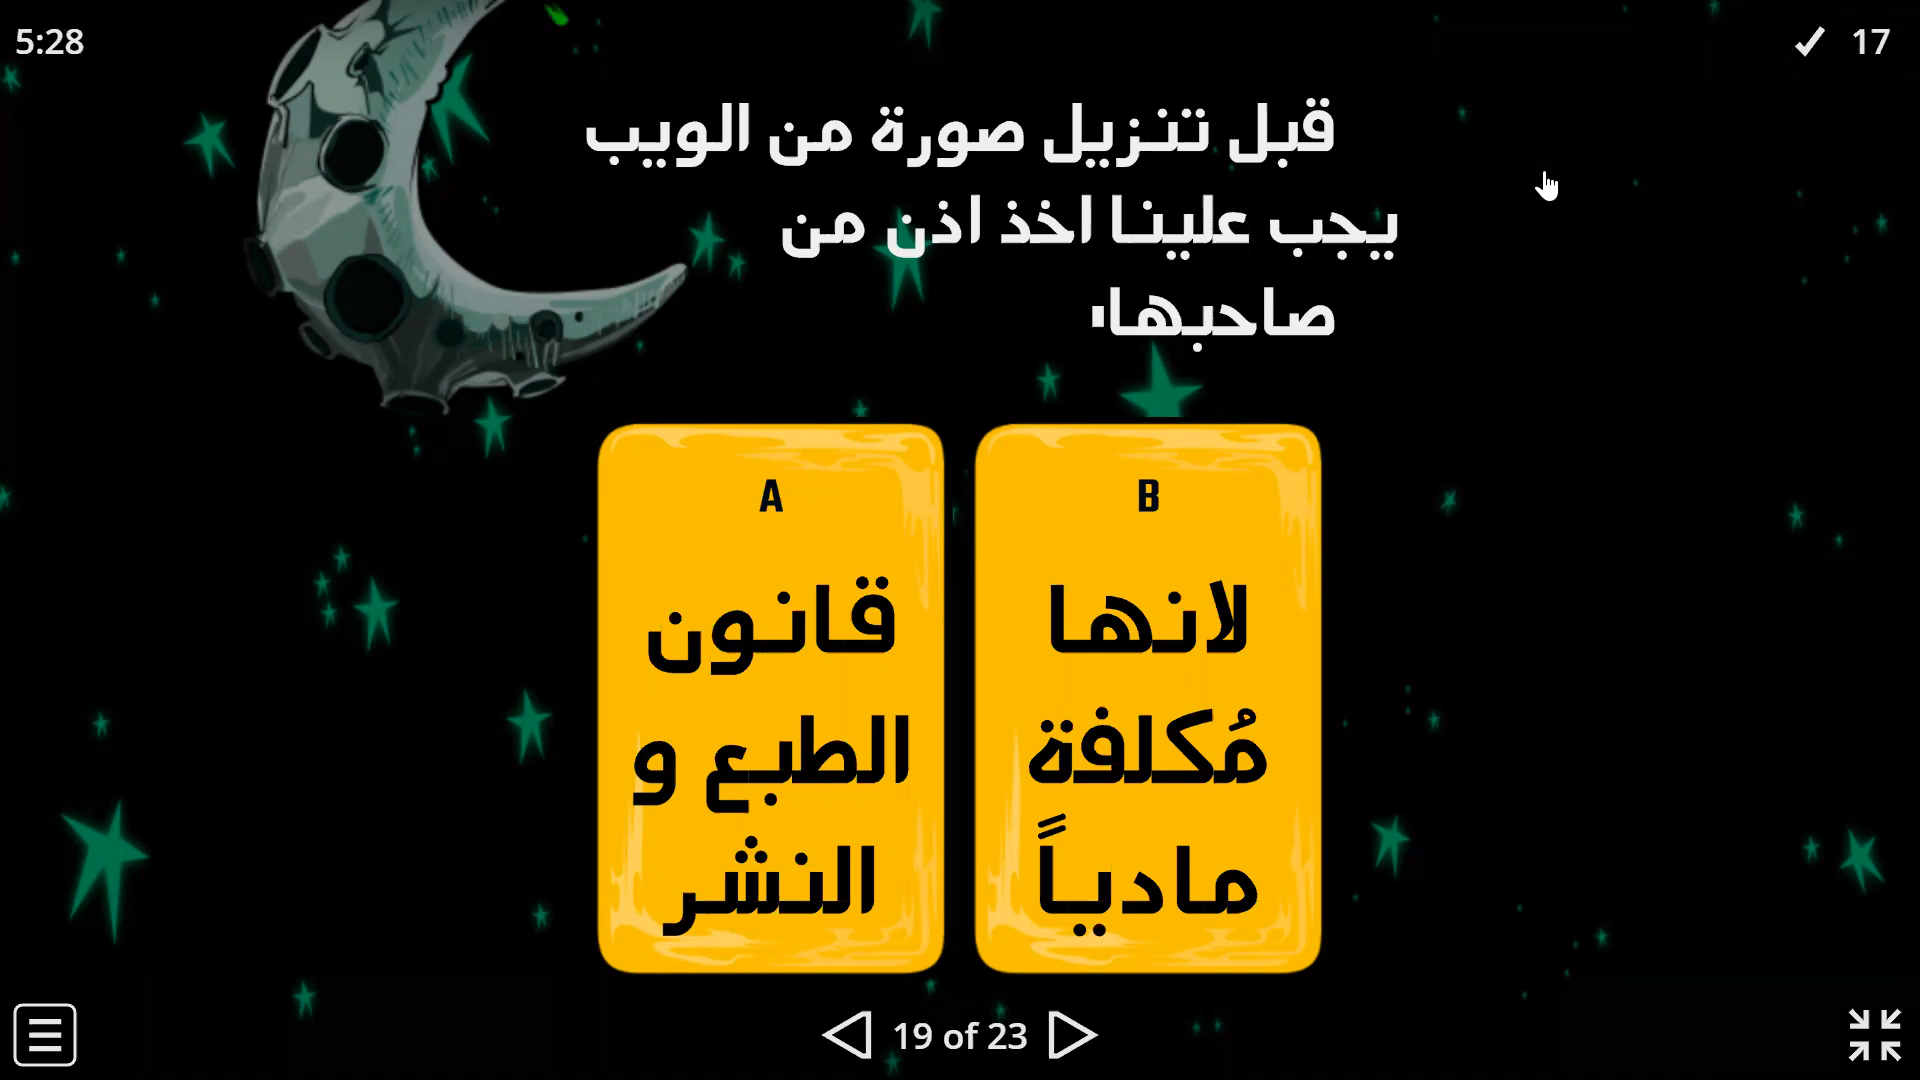 5:28
17
قبل تنزيل صورة من الويب
يجب علينا اخذ اذن من
صاحبها
A
قانون
الطبع و
النشر
B
لانها
مُكلفة
مادياً
19 of 23